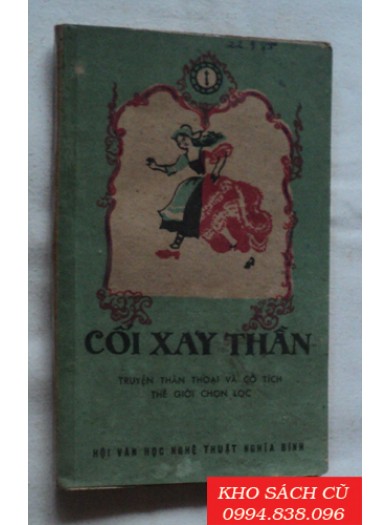 CỐI XAY THẦN
TRUYỆN THẦN THOẠI VÀ CỔ TÍCH
THẾ GIỚI CHỌN LỌC
HỘI VĂN HỌC NGHỆ THUẬT NGHĨA BÌNH
KHO SÁCH CŨ
0994.838.096